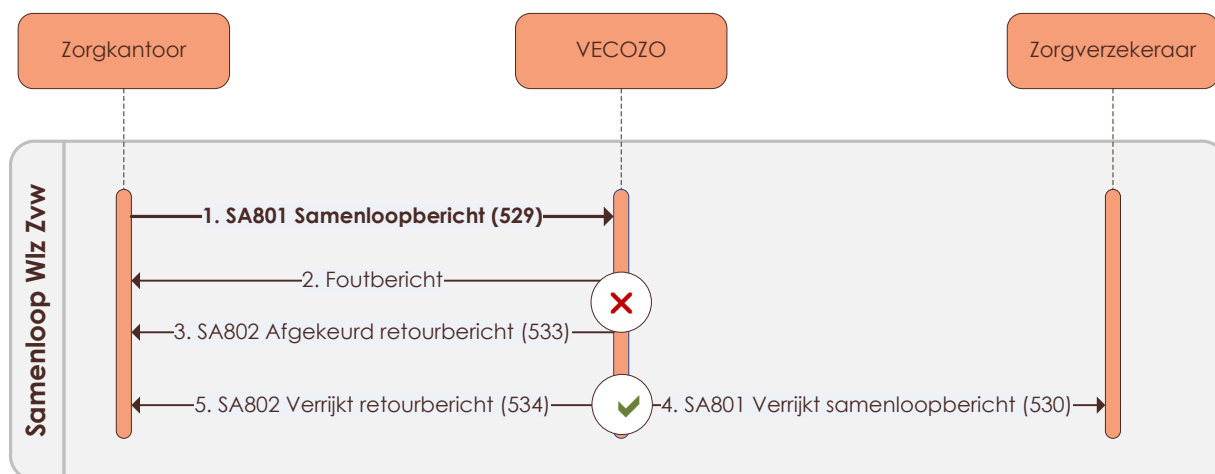 Zorgkantoor
VECOZO
Zorgverzekeraar
Samenloop Wlz Zvw
1. SA801 Samenloopbericht (529)
2. Foutbericht
3. SA802 Afgekeurd retourbericht (533)
5. SA802 Verrijkt retourbericht (534)
4. SA801 Verrijkt samenloopbericht (530)